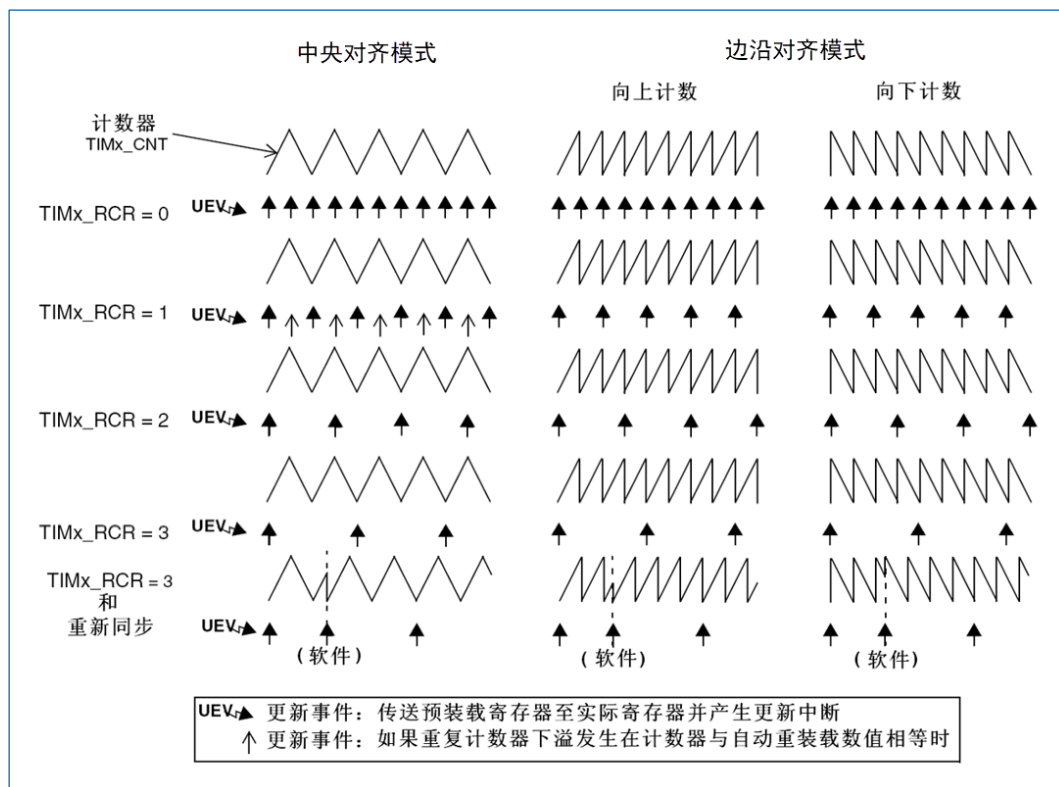 中央对齐模式
边沿对齐模式
向上计数
向下计数
计数器
TIMx_CNT
TIMx_RCR = 0
UEV
TIMx_RCR = 1
UEV
TIMx_RCR = 2
UEV
TIMx_RCR = 3
UEV
TIMx_RCR = 3
和
重新同步
UEV
(软件)
(软件)
(软件)
UEV 更新事件：传送预装载寄存器至实际寄存器并产生更新中断
更新事件：如果重复计数器下溢发生在计数器与自动重装载数值相等时